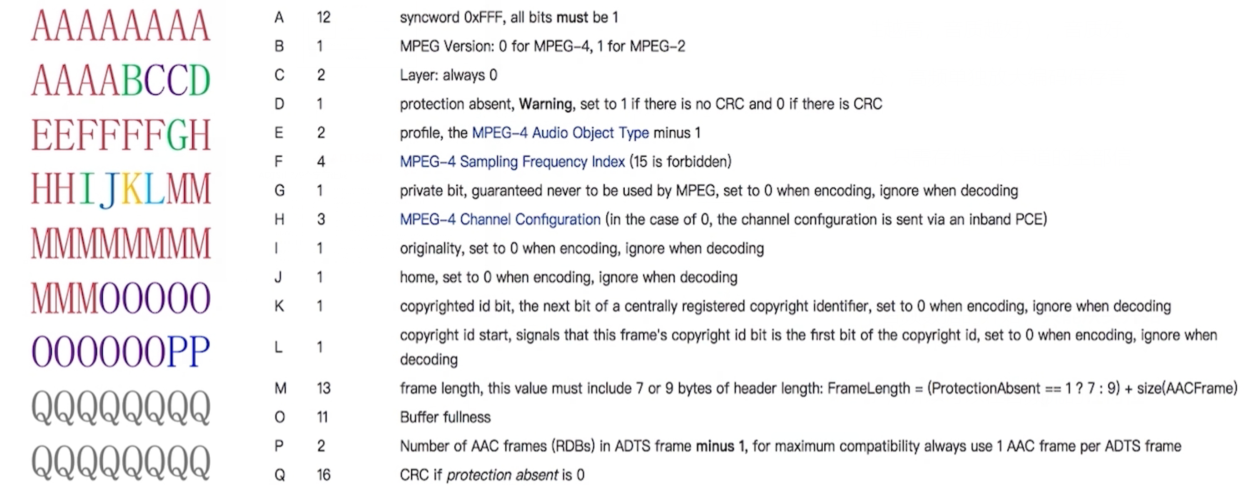 AAAAAAAA
AAAABCCD
EEFFFFGH
HHIJKLMM
MMMMMMMM
MMMOOOOO
OOOOOOPP
QQQQQQQQ
QQQQQQQQ
A 12 syncword 0xFFF, all bits must be 1
B 1 MPEG Version: 0 for MPEG-4, 1 for MPEG-2
C 2 Layer: always 0
D 1 protection absent, Warning, set to 1 if there is no CRC and 0 if there is CRC
E 2 profile, the MPEG-4 Audio Object Type minus 1
F 4 MPEG-4 Sampling Frequency Index (15 is forbidden)
G 1 private bit, guaranteed never to be used by MPEG, set to 0 when encoding, ignore when decoding
H 3 MPEG-4 Channel Configuration (in the case of 0, the channel configuration is sent via an inband PCE)
I 1 originality, set to 0 when encoding, ignore when decoding
J 1 home, set to 0 when encoding, ignore when decoding
K 1 copyrighted id bit, the next bit of a centrally registered copyright identifier, set to 0 when encoding, ignore when decoding
L 1 copyright id start, signals that this frame's copyright id bit is the first bit of the copyright id, set to 0 when encoding, ignore when
decoding
M 13 frame length, this value must include 7 or 9 bytes of header length: FrameLength = (ProtectionAbsent == 1 ? 7 : 9) + size(AACFrame)
O 11 Buffer fullness
P 2 Number of AAC frames (RDBs) in ADTS frame minus 1, for maximum compatibility always use 1 AAC frame per ADTS frame
Q 16 CRC if protection absent is 0